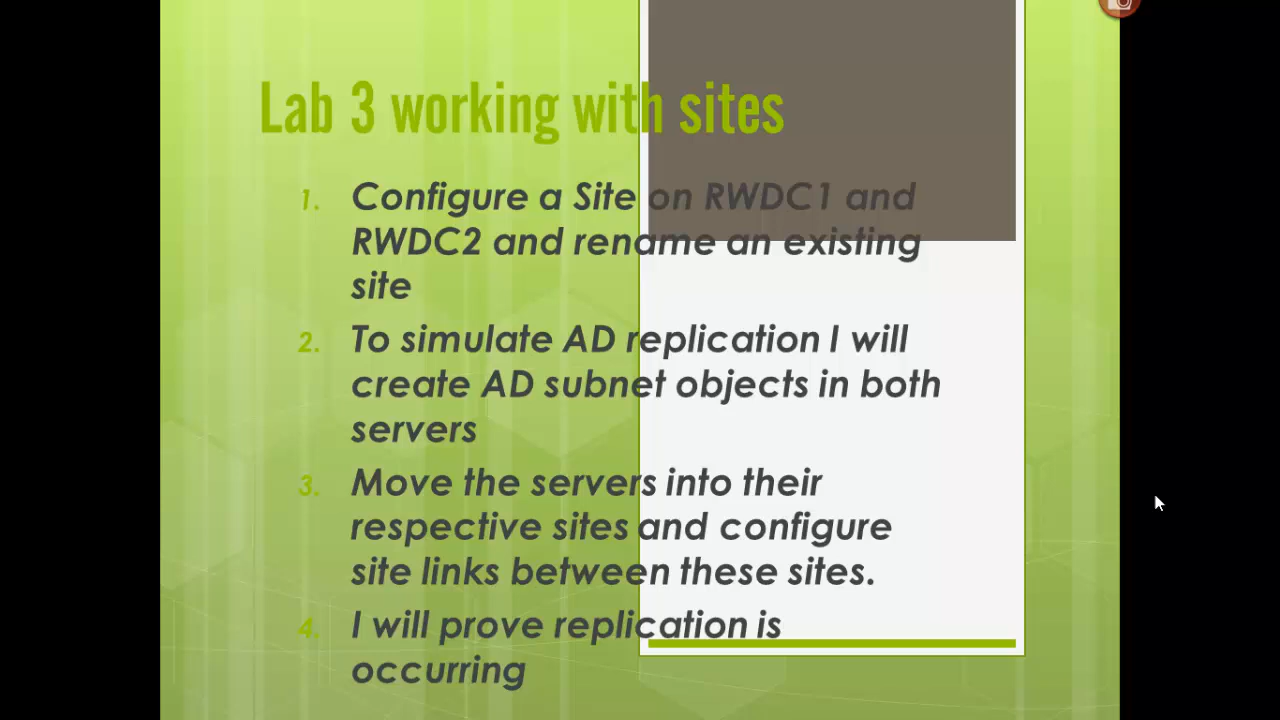 Lab 3 working with sites
1. Configure a Site on RWDC1 and
RWDC2 and rename an existing
site
2. To simulate AD replication I will
create AD subnet objects in both
servers
3. Move the servers into their
respective sites and configure
site links between these sites.
4. I will prove replication is
occurring